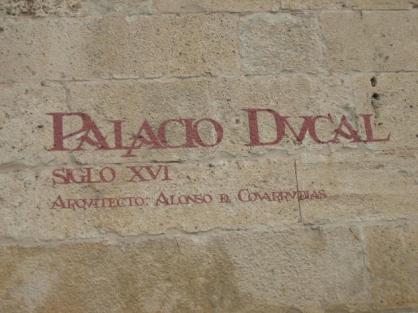 PALACIO DVCAL
SIGLO XVI
ARQVITECTO: ALONSO D. COVARRVBIAS